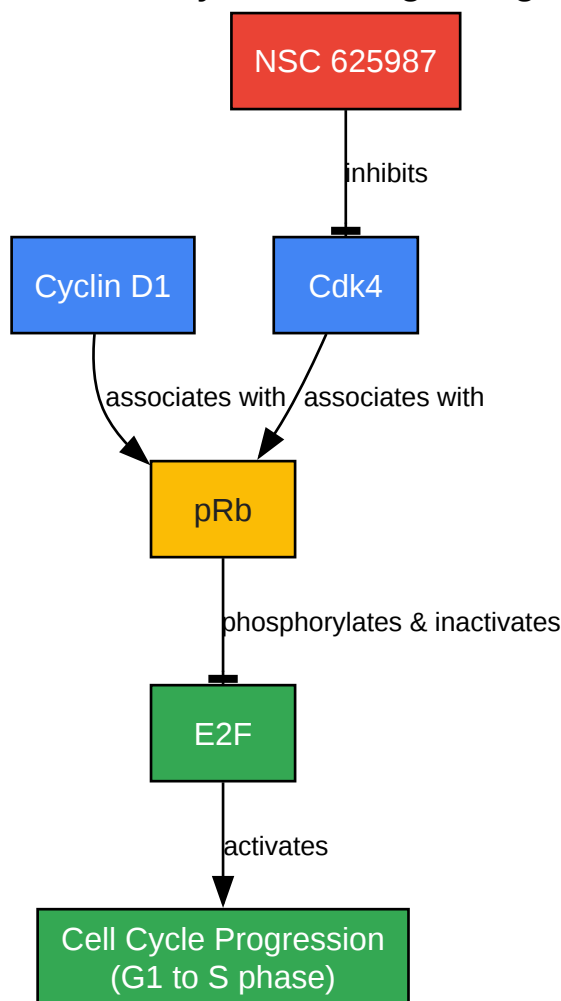 NSC 625987
inhibits
Cyclin D1
Cdk4
associates with
associates with
pRb
phosphorylates & inactivates
E2F
activates
Cell Cycle Progression
(G1 to S phase)